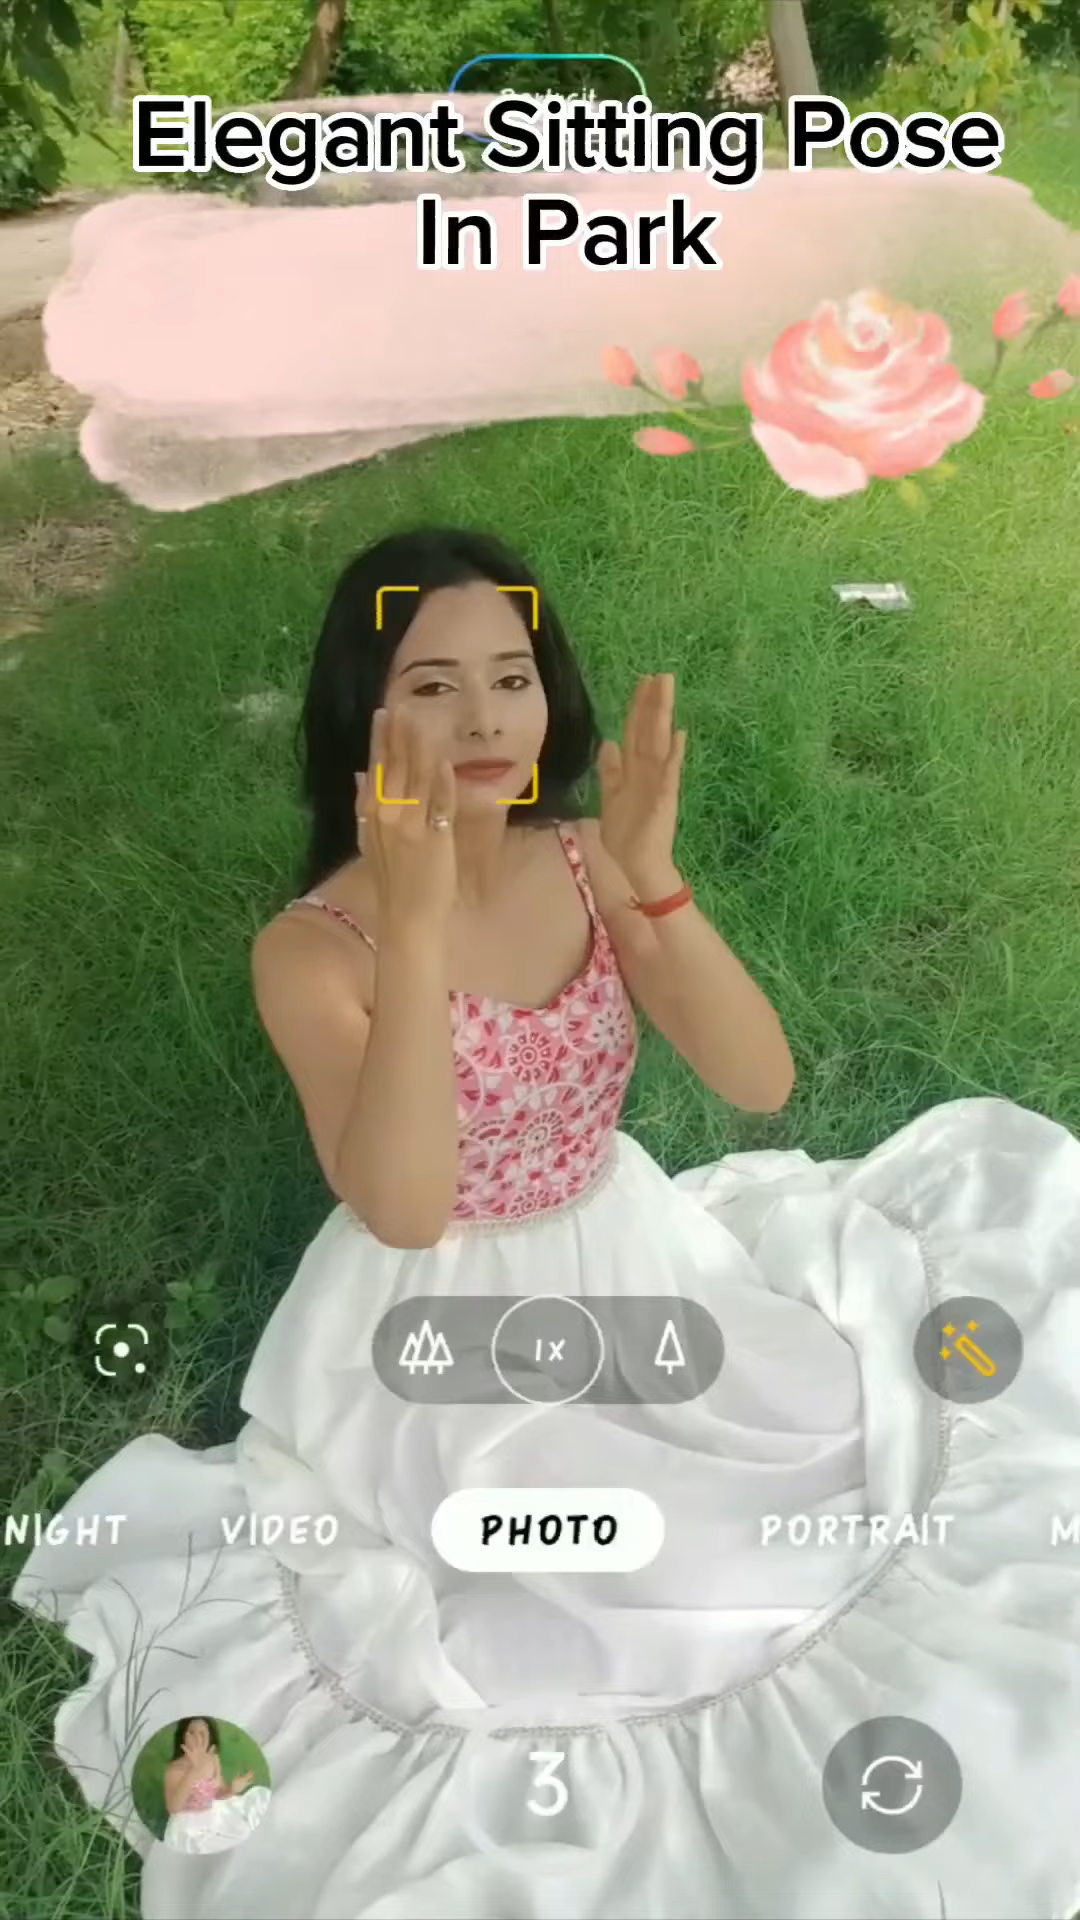 Elegant Sitting Pose
In Park
1X
NIGHT VIDEO PHOTO PORTRAIT M
3